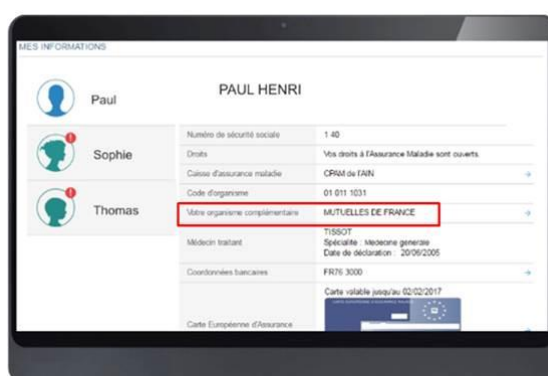 MES INFORMATIONS
Paul
Sophie
Thomas
PAUL HENRI
Numéro de sécurité sociale 1 40
Droits Vos droits à l'Assurance Maladie sont ouverts.
Caisse d'assurance maladie CPAM de l'AIN
Code d'organisme 01 011 1031
Votre organisme complémentaire MUTUELLES DE FRANCE
Médecin traitant TISSOT
Spécialité : Medecine generale
Date de déclaration : 20/06/2005
Coordonnées bancaires FR76 3000
Carte valable jusqu'au 02/02/2017
Carte Européenne d'Assurance